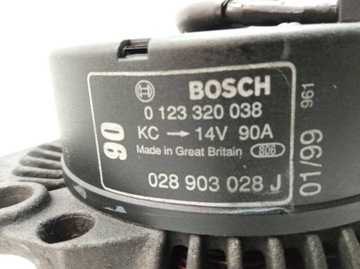 BOSCH
0 123 320 038
KC → 14V 90A
Made in Great Britain 806
028 903 028 J
90
01/99
961